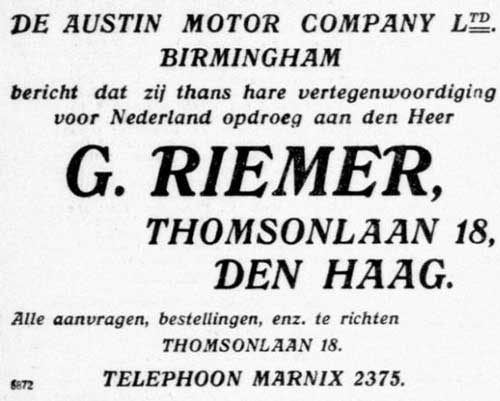 DE AUSTIN MOTOR COMPANY LTD.
BIRMINGHAM
bericht dat zij thans hare vertegenwoordiging
voor Nederland opdroeg aan den Heer
G. RIEMER,
THOMSONLAAN 18,
DEN HAAG.
Alle aanvragen, bestellingen, enz. te richten
THOMSONLAAN 18.
TELEPHOON MARNIX 2375.